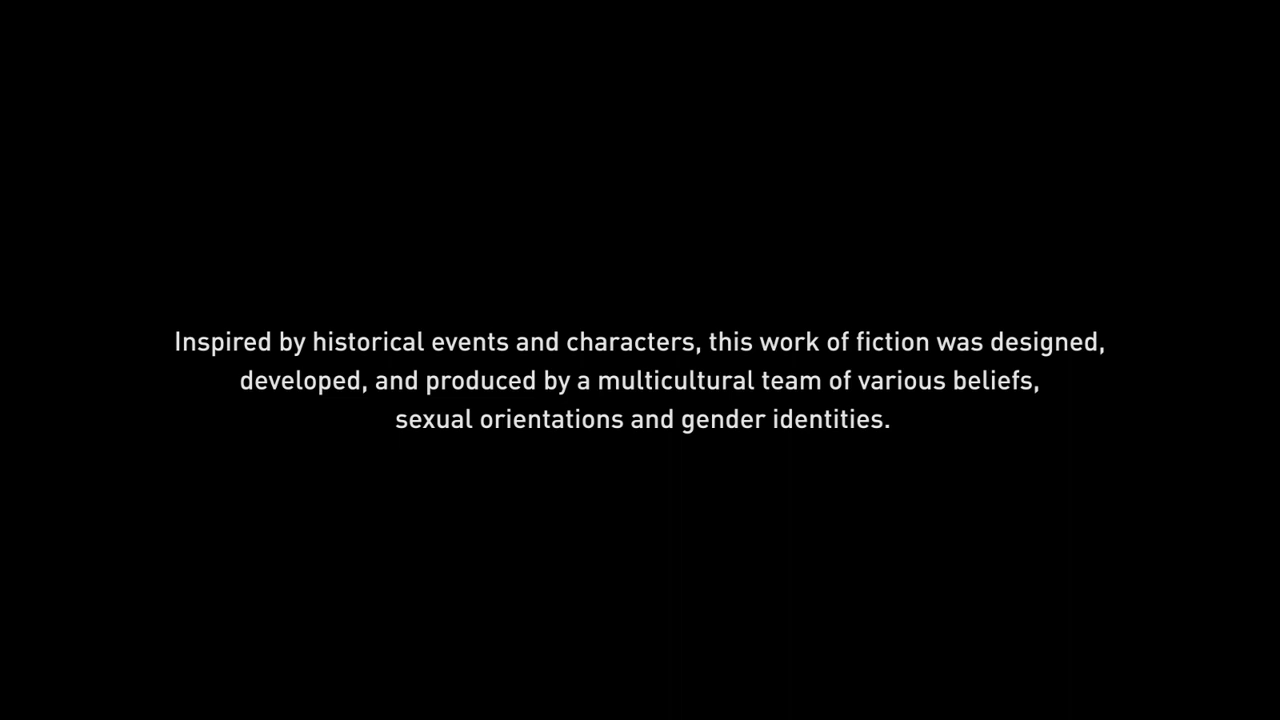 Inspired by historical events and characters, this work of fiction was designed,
developed, and produced by a multicultural team of various beliefs,
sexual orientations and gender identities.